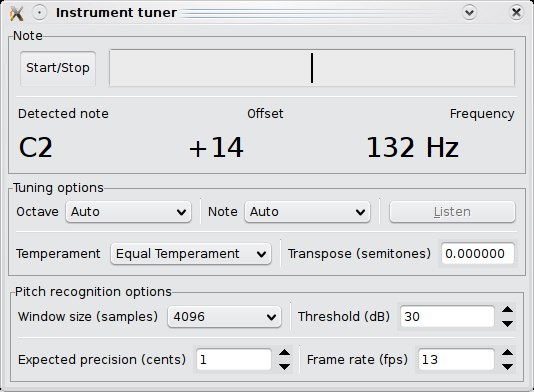 Instrument tuner
Note
Start/Stop
Detected note Offset Frequency
C2 +14 132 Hz
Tuning options
Octave Auto Note Auto Listen
Temperament Equal Temperament Transpose (semitones) 0.000000
Pitch recognition options
Window size (samples) 4096 Threshold (dB) 30
Expected precision (cents) 1 Frame rate (fps) 13